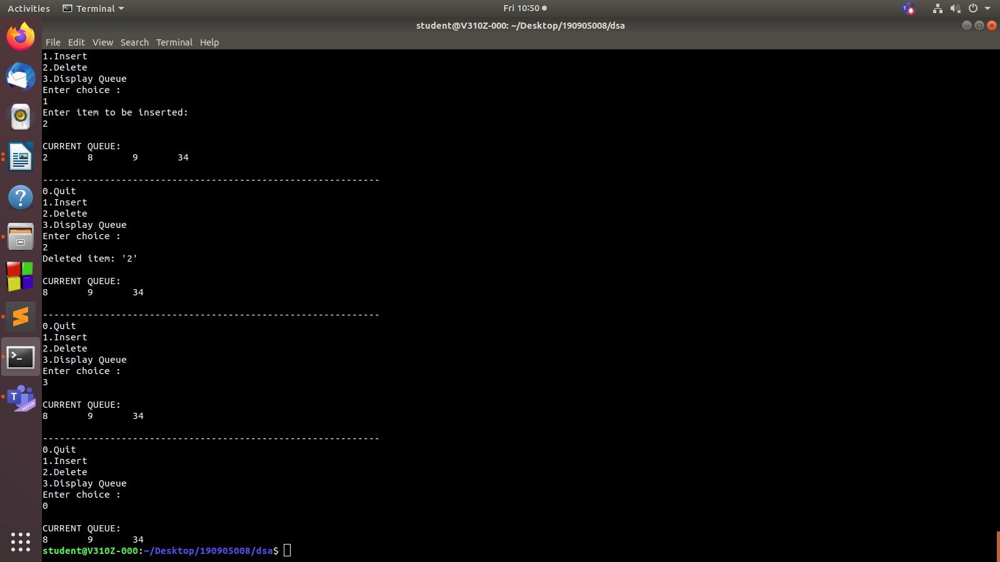 Activities Terminal Fri 10:50
student@V310Z-000: ~/Desktop/190905008/dsa
File Edit View Search Terminal Help
1.Insert
2.Delete
3.Display Queue
Enter choice :
1
Enter item to be inserted:
2
CURRENT QUEUE:
2 8 9 34
------------------------------------------------------------
0.Quit
1.Insert
2.Delete
3.Display Queue
Enter choice :
2
Deleted item: '2'
CURRENT QUEUE:
8 9 34
------------------------------------------------------------
0.Quit
1.Insert
2.Delete
3.Display Queue
Enter choice :
3
CURRENT QUEUE:
8 9 34
------------------------------------------------------------
0.Quit
1.Insert
2.Delete
3.Display Queue
Enter choice :
0
CURRENT QUEUE:
8 9 34
student@V310Z-000:~/Desktop/190905008/dsa$